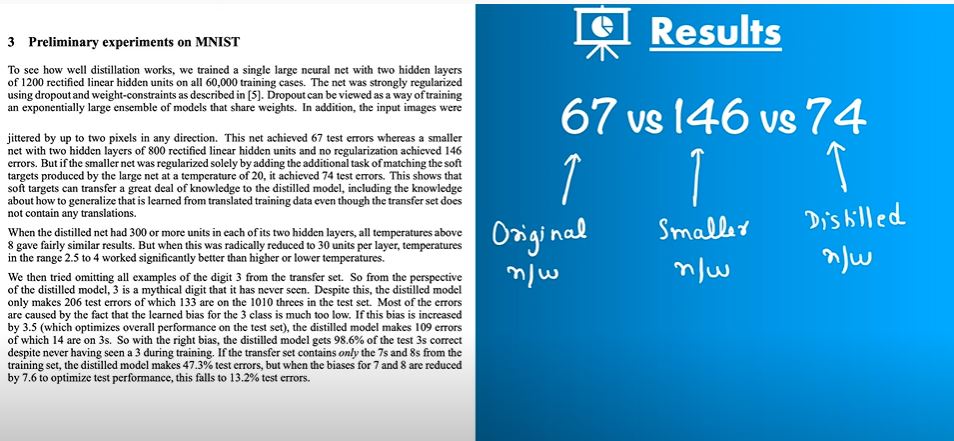 3 Preliminary experiments on MNIST
To see how well distillation works, we trained a single large neural net with two hidden layers
of 1200 rectified linear hidden units on all 60,000 training cases. The net was strongly regularized
using dropout and weight-constraints as described in [5]. Dropout can be viewed as a way of training
an exponentially large ensemble of models that share weights. In addition, the input images were
jittered by up to two pixels in any direction. This net achieved 67 test errors whereas a smaller
net with two hidden layers of 800 rectified linear hidden units and no regularization achieved 146
errors. But if the smaller net was regularized solely by adding the additional task of matching the soft
targets produced by the large net at a temperature of 20, it achieved 74 test errors. This shows that
soft targets can transfer a great deal of knowledge to the distilled model, including the knowledge
about how to generalize that is learned from translated training data even though the transfer set does
not contain any translations.
When the distilled net had 300 or more units in each of its two hidden layers, all temperatures above
8 gave fairly similar results. But when this was radically reduced to 30 units per layer, temperatures
in the range 2.5 to 4 worked significantly better than higher or lower temperatures.
We then tried omitting all examples of the digit 3 from the transfer set. So from the perspective
of the distilled model, 3 is a mythical digit that it has never seen. Despite this, the distilled model
only makes 206 test errors of which 133 are on the 1010 threes in the test set. Most of the errors
are caused by the fact that the learned bias for the 3 class is much too low. If this bias is increased
by 3.5 (which optimizes overall performance on the test set), the distilled model makes 109 errors
of which 14 are on 3s. So with the right bias, the distilled model gets 98.6% of the test 3s correct
despite never having seen a 3 during training. If the transfer set contains only the 7s and 8s from the
training set, the distilled model makes 47.3% test errors, but when the biases for 7 and 8 are reduced
by 7.6 to optimize test performance, this falls to 13.2% test errors.
Results
67 vs 146 vs 74
Original n/w
Smaller n/w
Distilled n/w